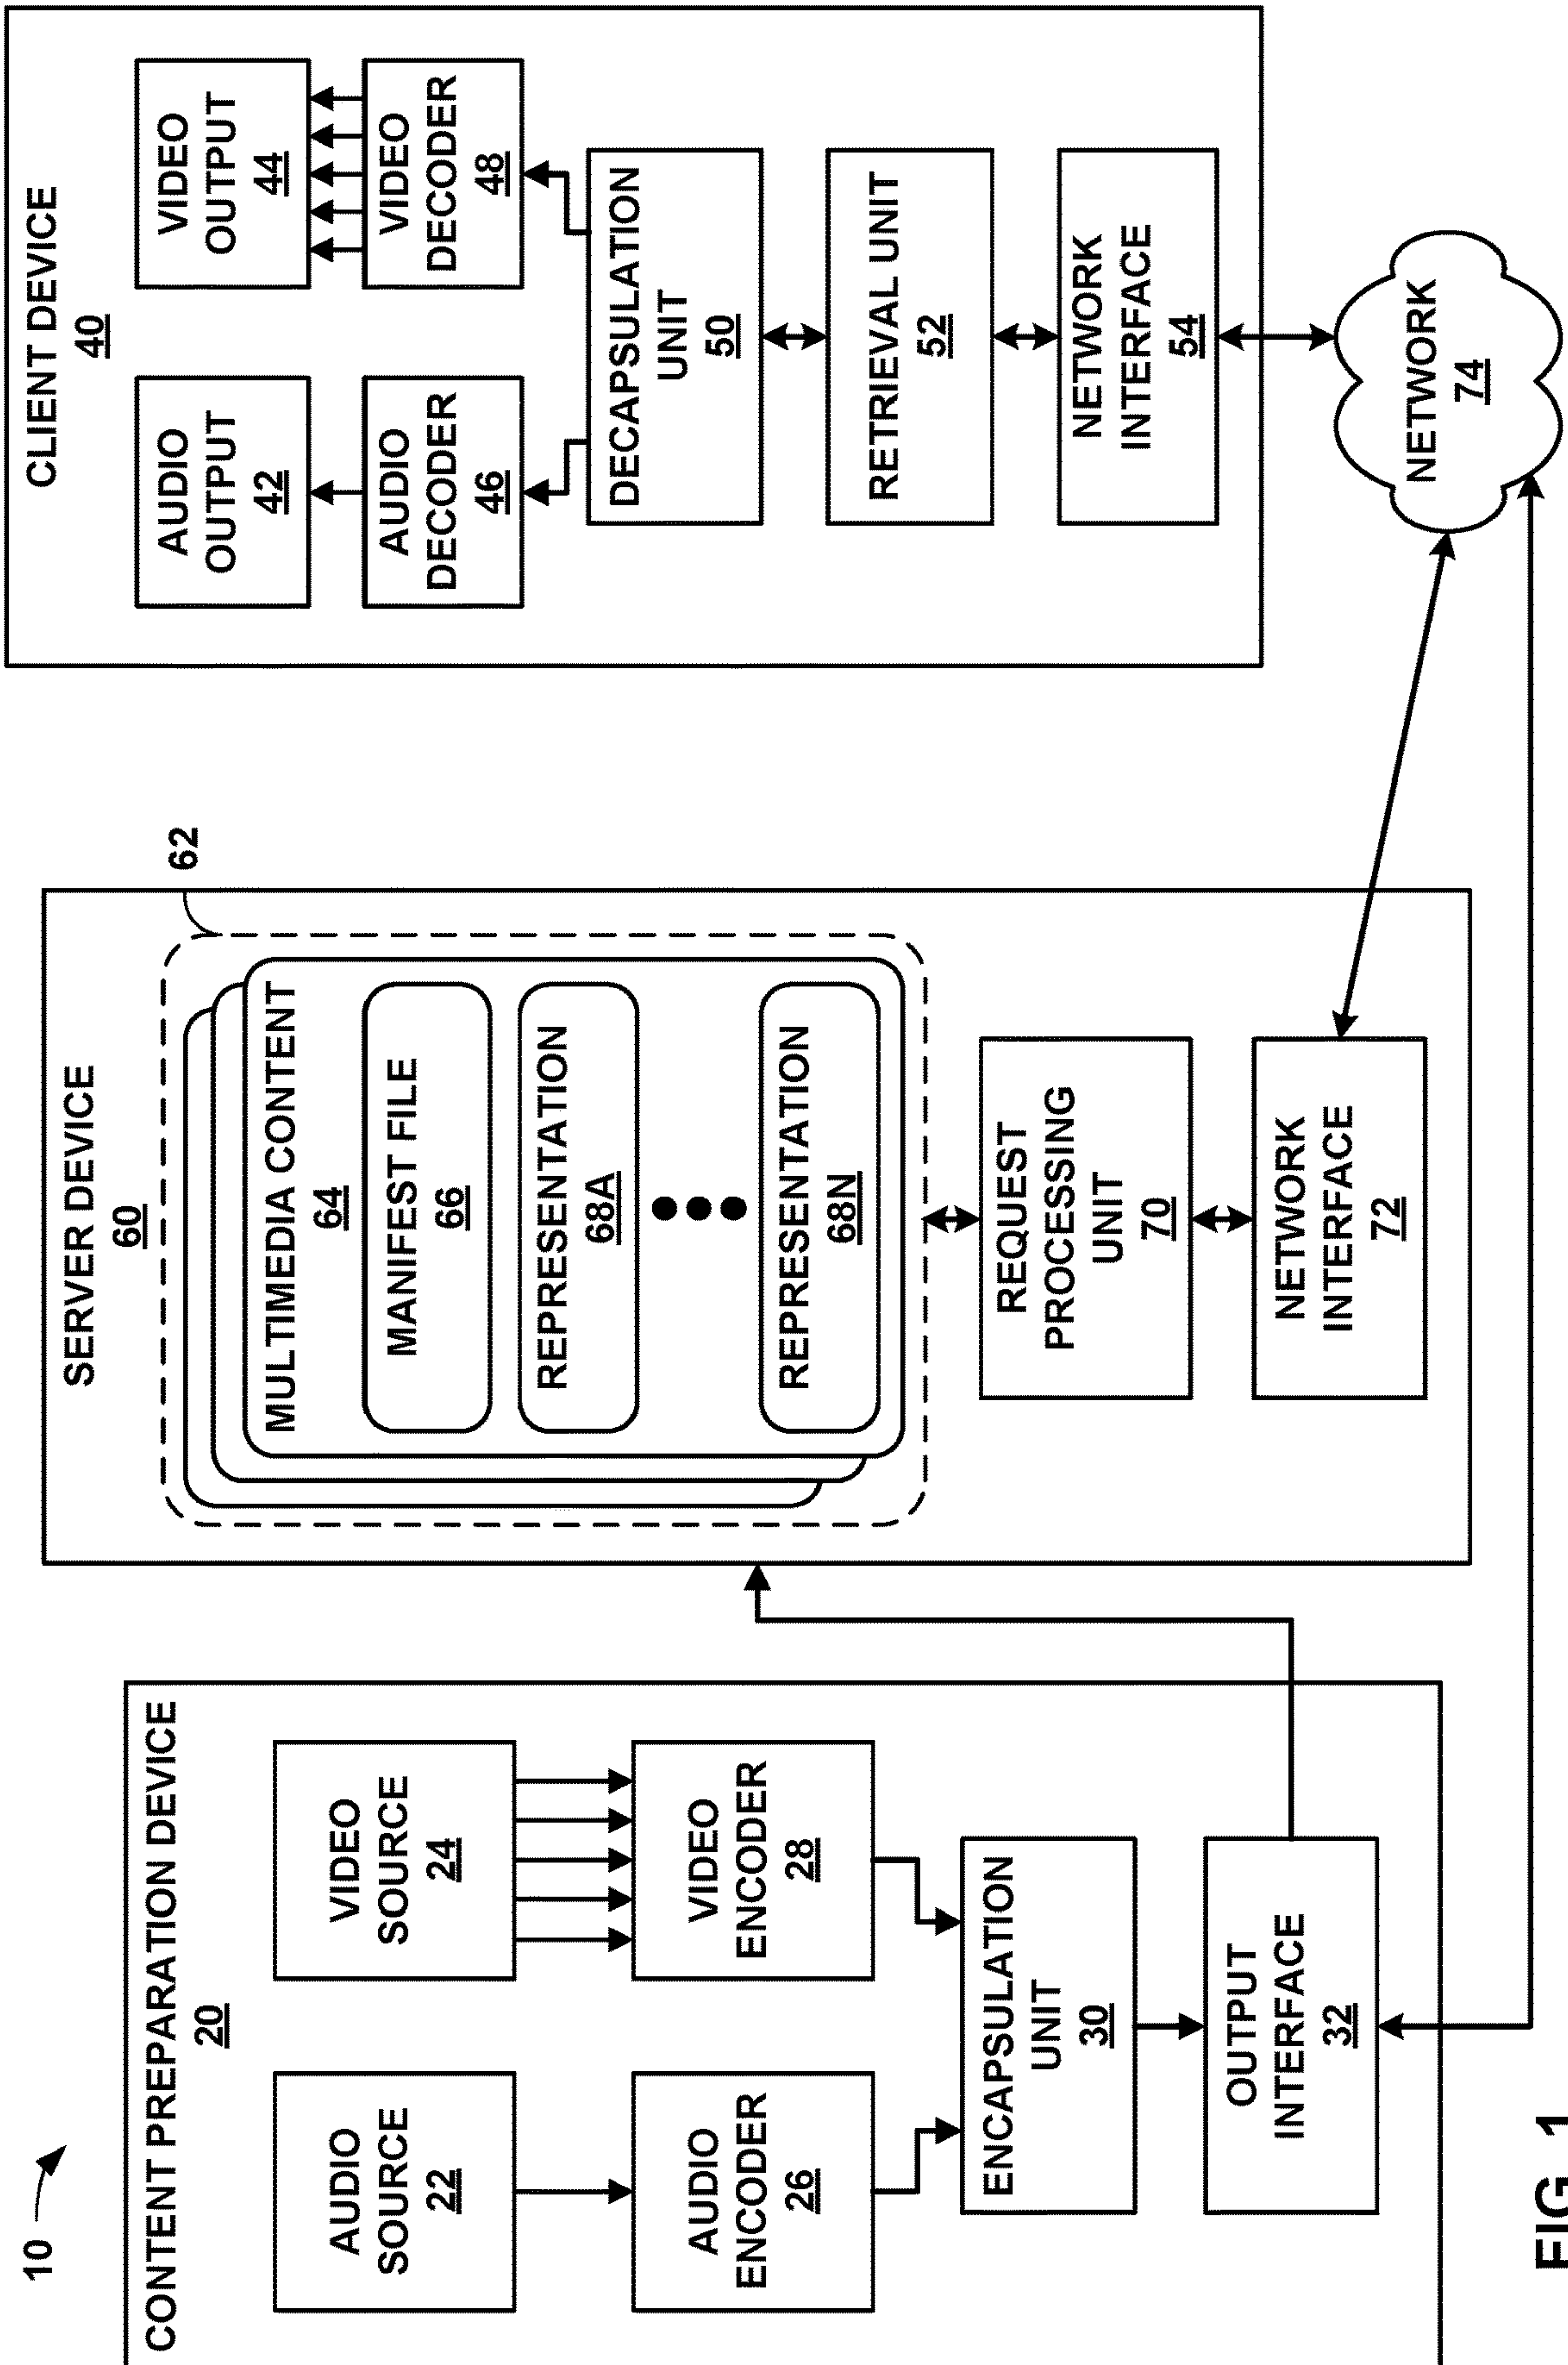 10
CONTENT PREPARATION DEVICE
20
AUDIO
SOURCE
22
VIDEO
SOURCE
24
AUDIO
ENCODER
26
VIDEO
ENCODER
28
ENCAPSULATION
UNIT
30
OUTPUT
INTERFACE
32
SERVER DEVICE
60
62
MULTIMEDIA CONTENT
64
MANIFEST FILE
66
REPRESENTATION
68A
REPRESENTATION
68N
REQUEST
PROCESSING
UNIT
70
NETWORK
INTERFACE
72
CLIENT DEVICE
40
AUDIO
OUTPUT
42
VIDEO
OUTPUT
44
AUDIO
DECODER
46
VIDEO
DECODER
48
DECAPSULATION
UNIT
50
RETRIEVAL UNIT
52
NETWORK
INTERFACE
54
NETWORK
74
FIG. 1